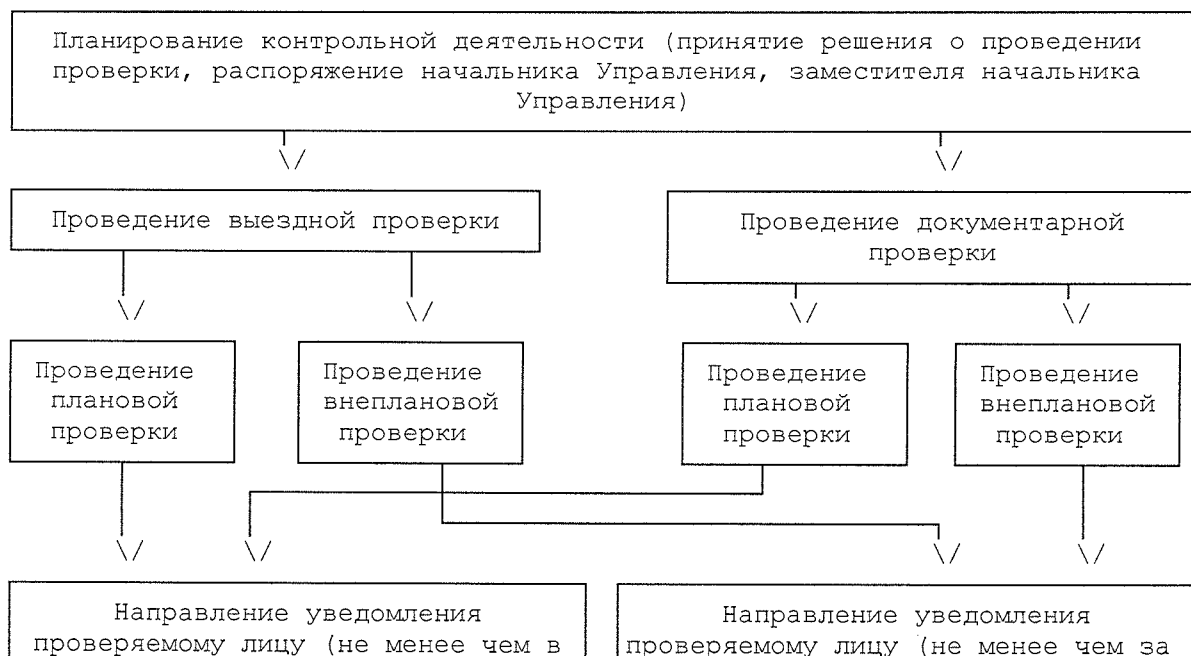 Планирование контрольной деятельности (принятие решения о проведении
проверки, распоряжение начальника Управления, заместителя начальника
Управления)
Проведение выездной проверки
Проведение документарной
проверки
Проведение
плановой
проверки
Проведение
внеплановой
проверки
Проведение
плановой
проверки
Проведение
внеплановой
проверки
Направление уведомления
проверяемому лицу (не менее чем в
Направление уведомления
проверяемому лицу (не менее чем за